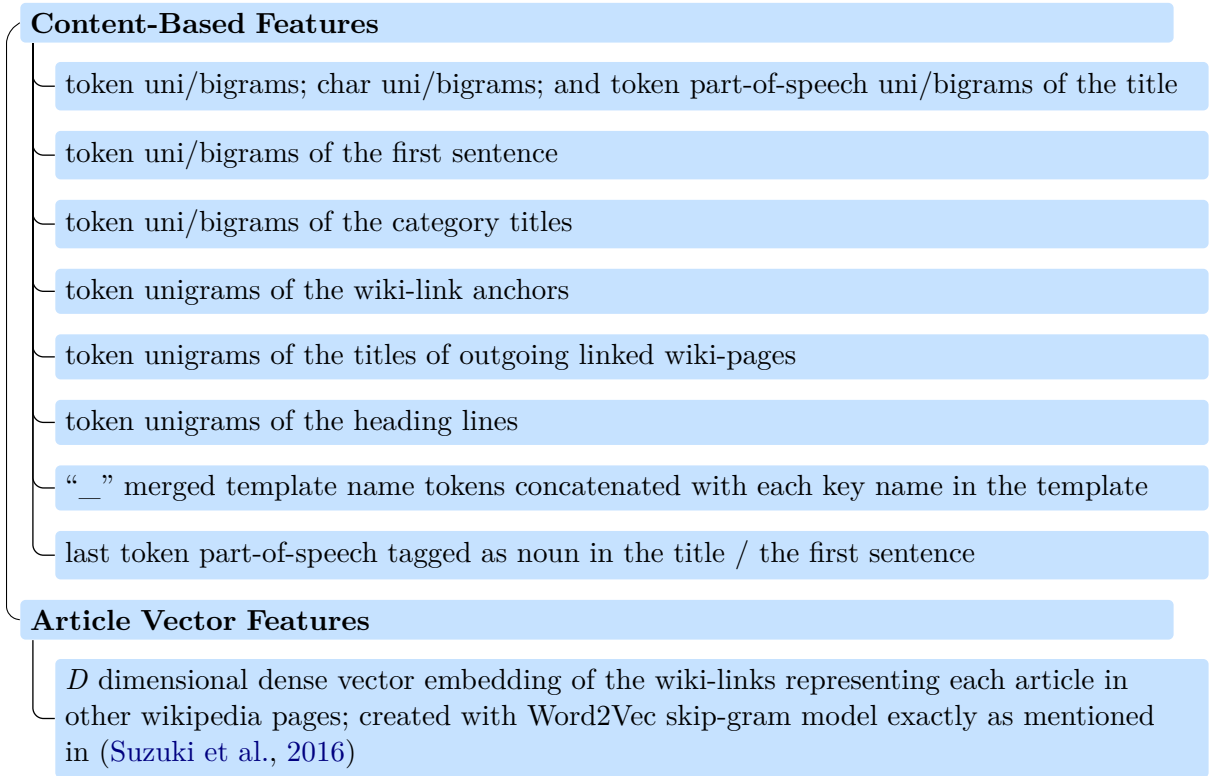 Content-Based Features
token uni/bigrams; char uni/bigrams; and token part-of-speech uni/bigrams of the title
token uni/bigrams of the first sentence
token uni/bigrams of the category titles
token unigrams of the wiki-link anchors
token unigrams of the titles of outgoing linked wiki-pages
token unigrams of the heading lines
“_” merged template name tokens concatenated with each key name in the template
last token part-of-speech tagged as noun in the title / the first sentence
Article Vector Features
D dimensional dense vector embedding of the wiki-links representing each article in
other wikipedia pages; created with Word2Vec skip-gram model exactly as mentioned
in (Suzuki et al., 2016)